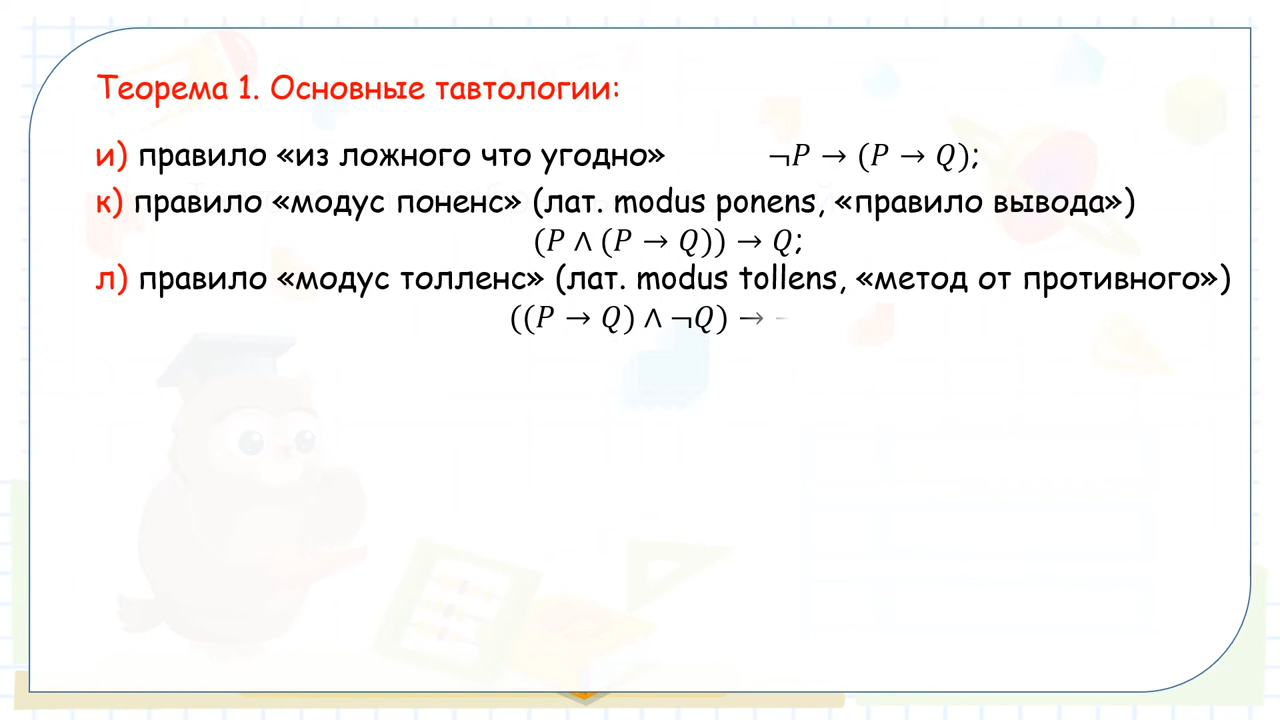 Теорема 1. Основные тавтологии:
и) правило «из ложного что угодно» ¬P → (P → Q);
к) правило «модус поненс» (лат. modus ponens, «правило вывода»)
(P ∧ (P → Q)) → Q;
л) правило «модус толленс» (лат. modus tollens, «метод от противного»)
((P → Q) ∧ ¬Q) →